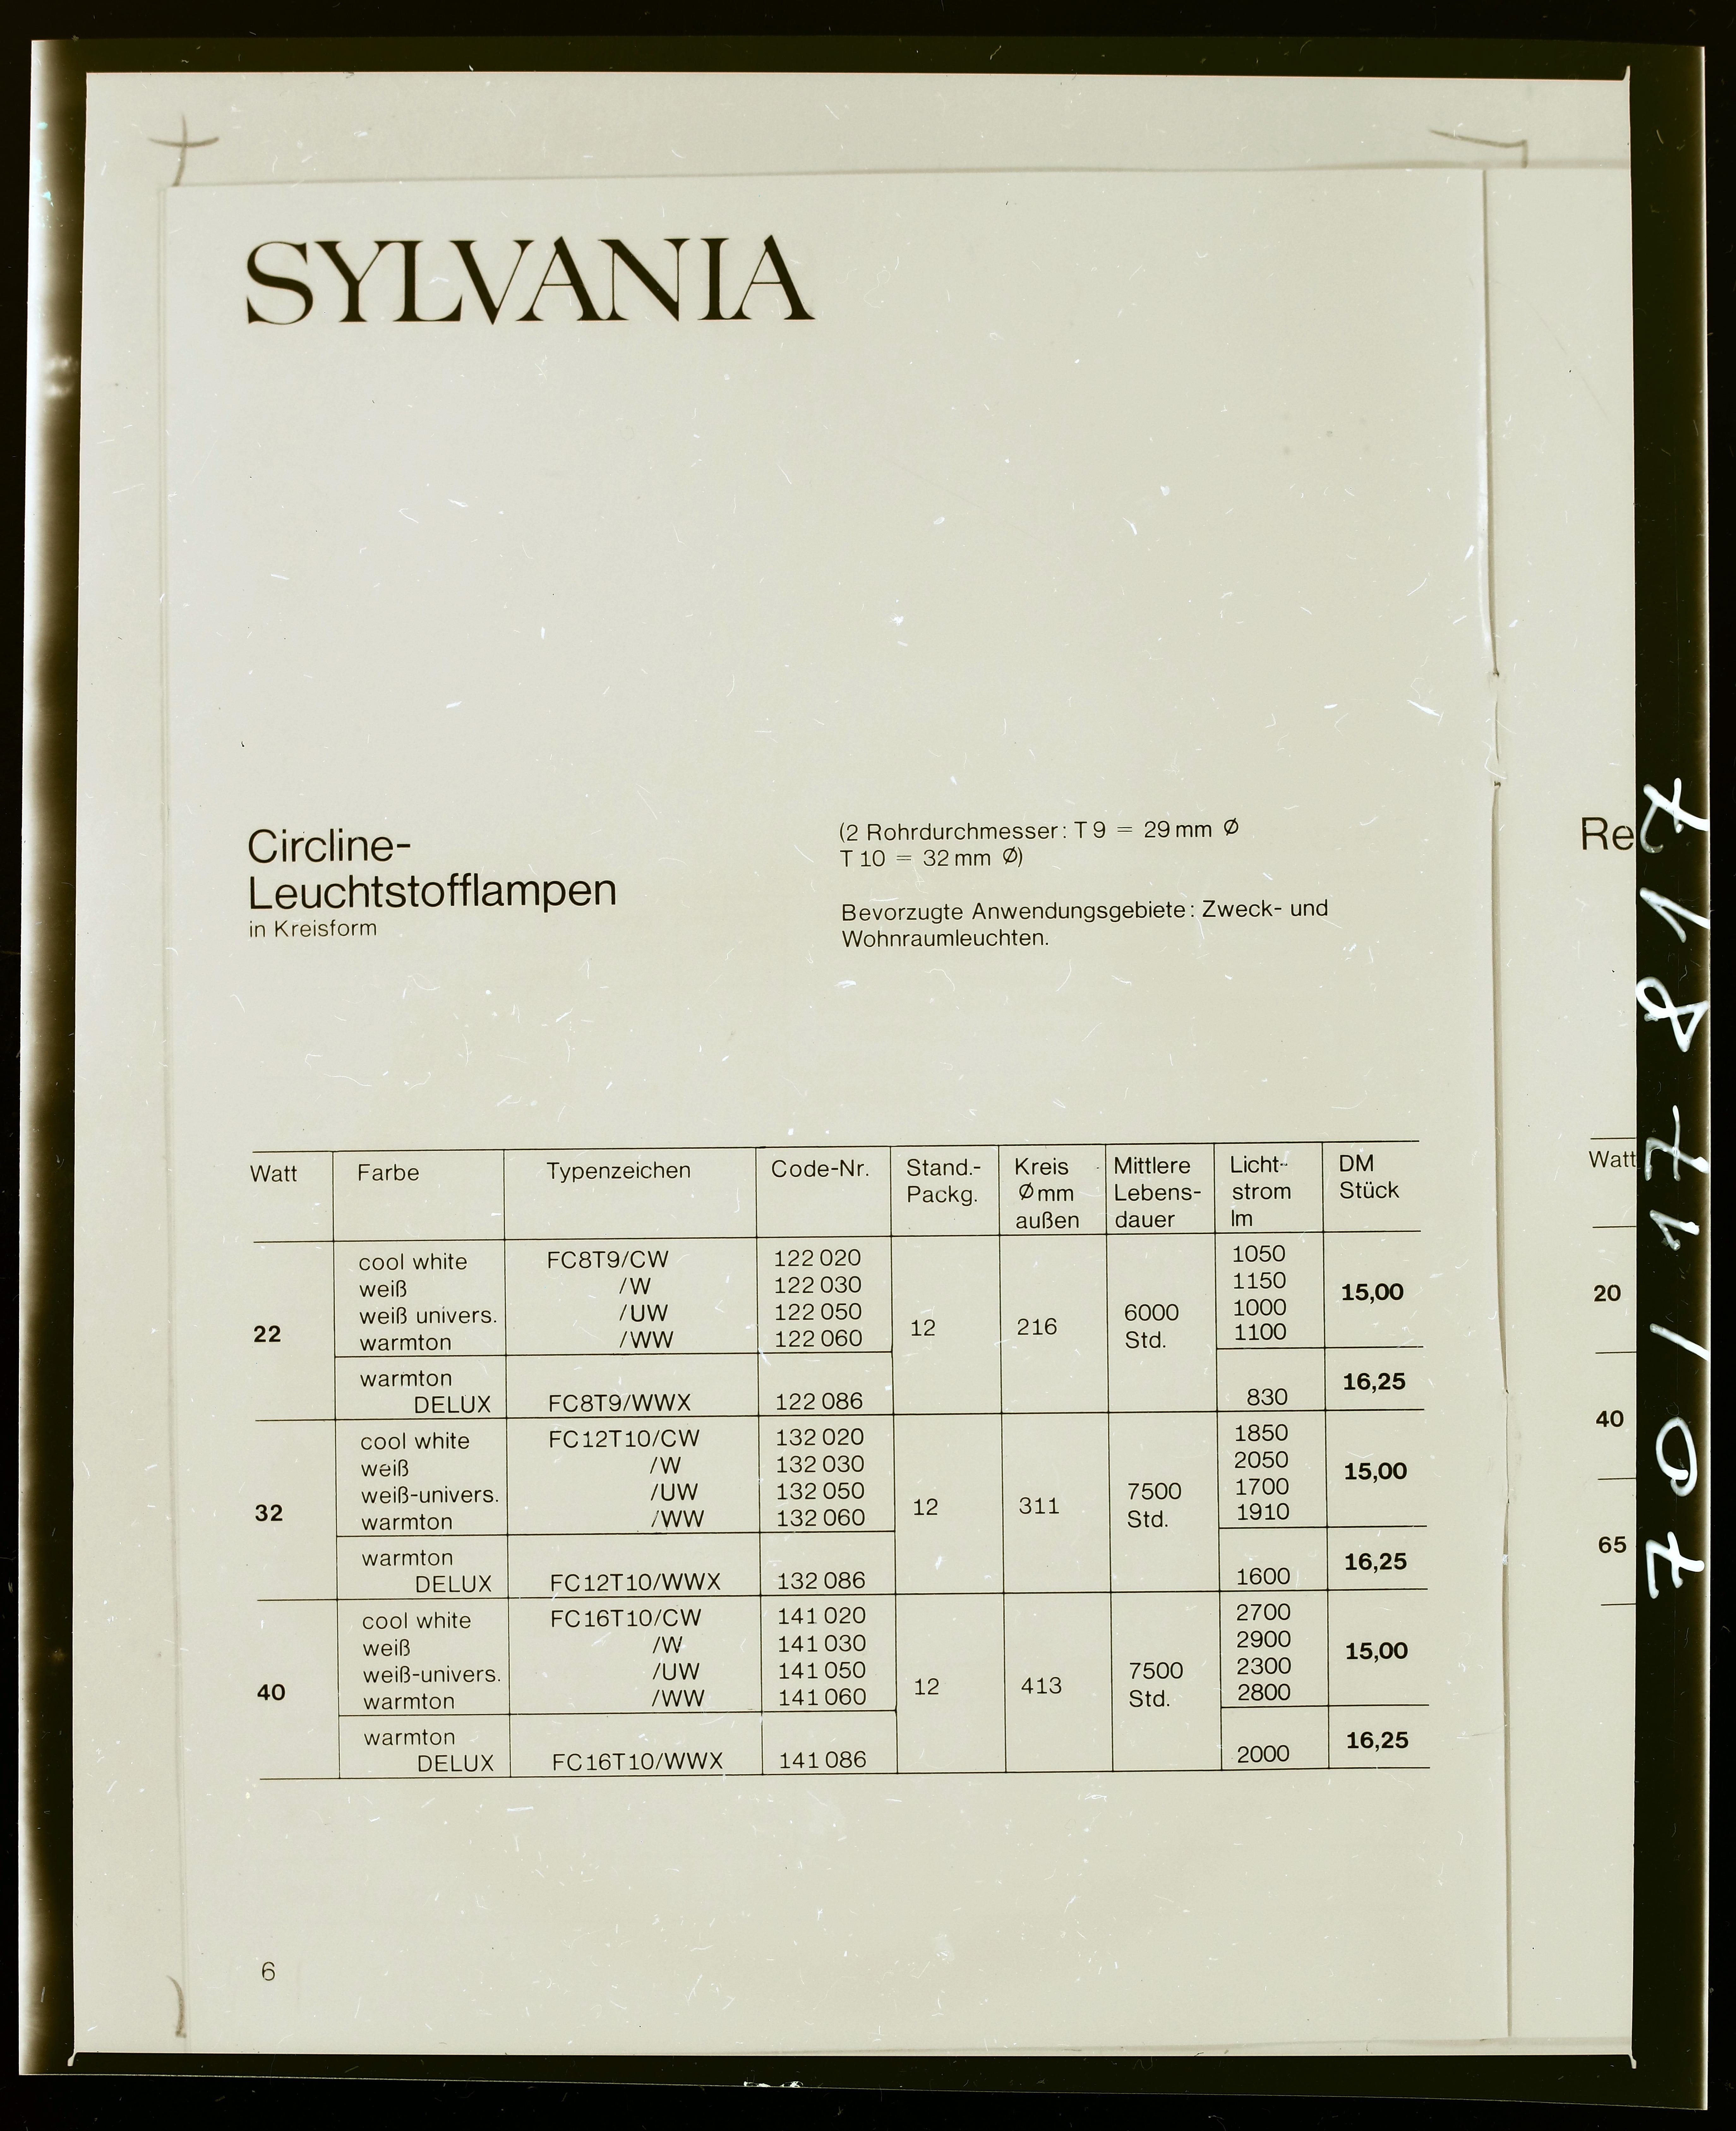 SYLVANIA
Circline-
Leuchtstofflampen
in Kreisform
(2 Rohrdurchmesser: T 9 = 29 mm Ø
T 10 = 32 mm Ø)
Bevorzugte Anwendungsgebiete: Zweck- und
Wohnraumleuchten.
Watt Farbe Typenzeichen Code-Nr. Stand.- Kreis Mittlere Licht- DM
Packg. Ømm Lebens- strom Stück
außen dauer lm
cool white FC8T9/CW 122 020 1050
weiß /W 122 030 1150 15,00
weiß univers. /UW 122 050 6000 1000
22 warmton /WW 122 060 12 216 Std. 1100
warmton 16,25
DELUX FC8T9/WWX 122 086 830
cool white FC12T10/CW 132 020 1850
weiß /W 132 030 2050 15,00
weiß-univers. /UW 132 050 7500 1700
32 warmton /WW 132 060 12 311 Std. 1910
warmton 16,25
DELUX FC12T10/WWX 132 086 1600
cool white FC16T10/CW 141 020 2700
weiß /W 141 030 2900 15,00
weiß-univers. /UW 141 050 7500 2300
40 warmton /WW 141 060 12 413 Std. 2800
warmton 16,25
DELUX FC16T10/WWX 141 086 2000
6
Re
Watt
20
40
65